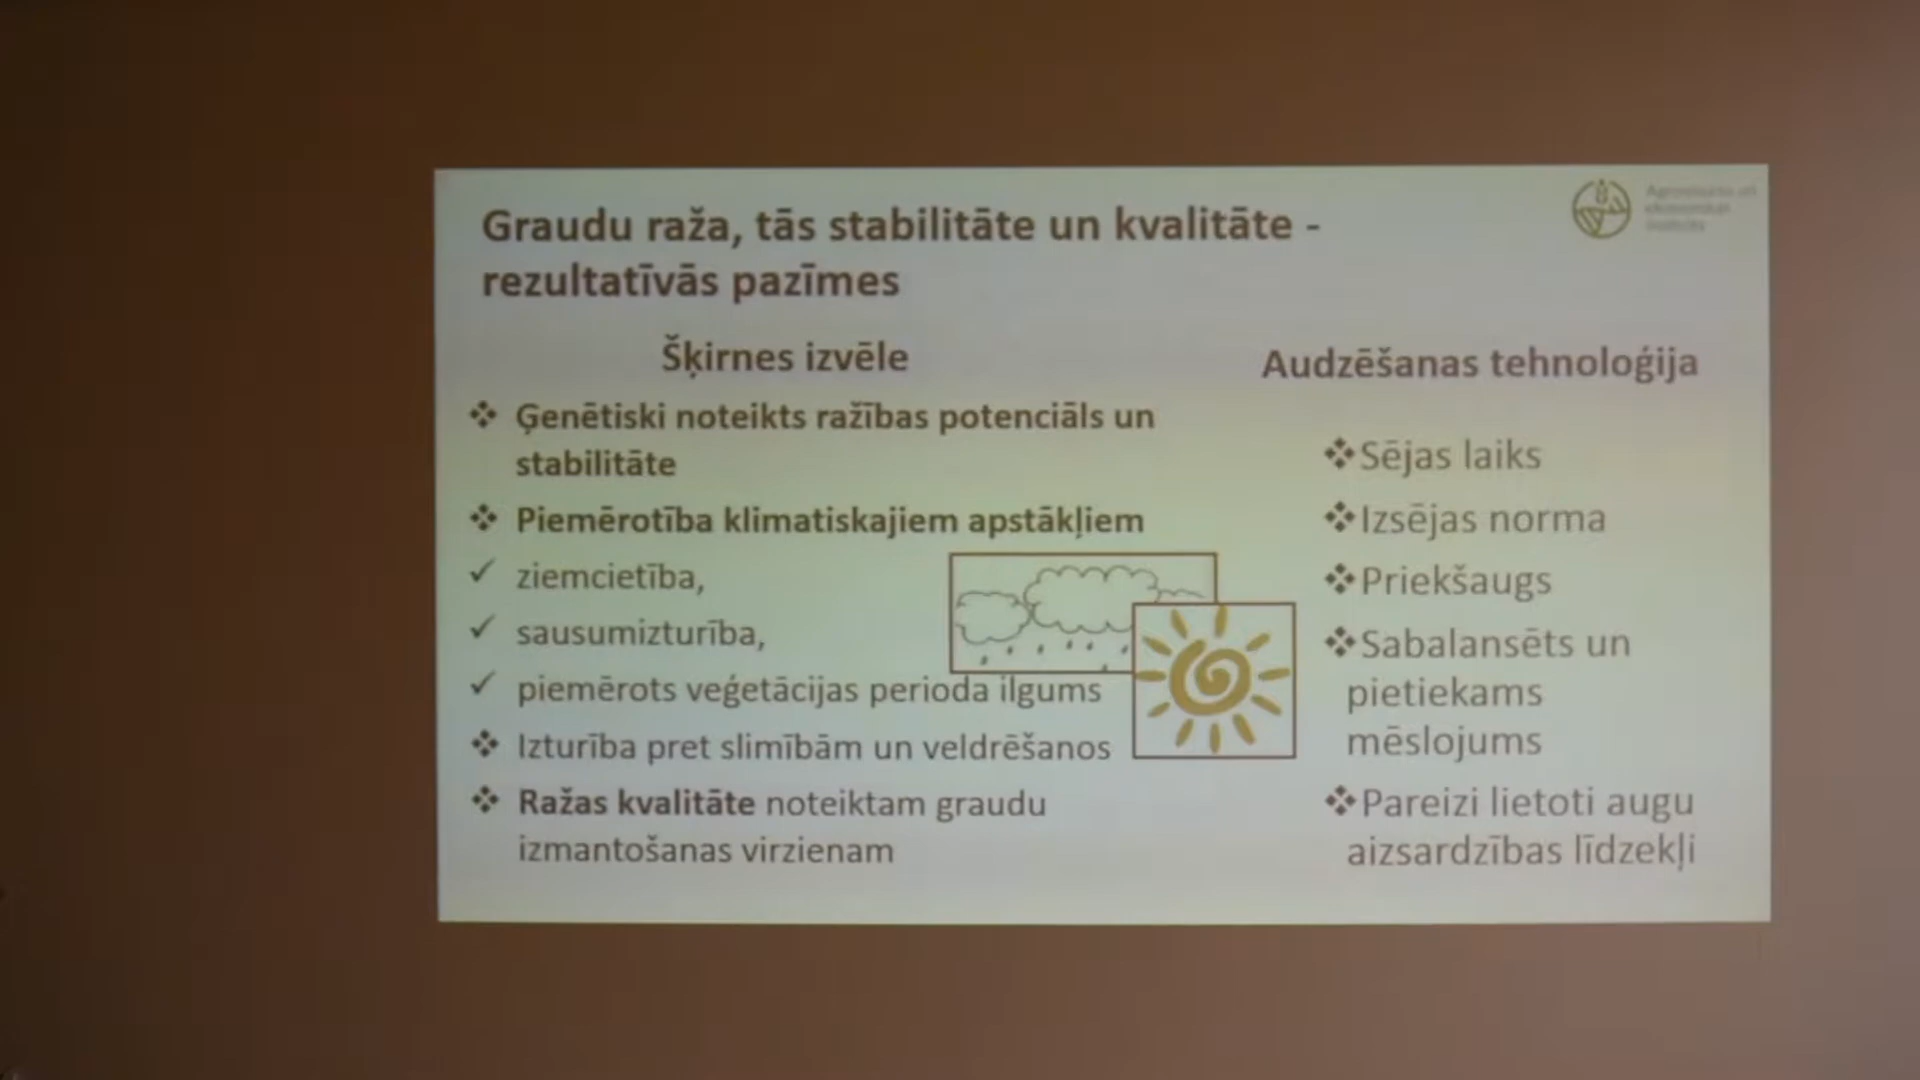 Graudu raža, tās stabilitāte un kvalitāte -
rezultatīvās pazīmes
Šķirnes izvēle
❖ Ģenētiski noteikts ražības potenciāls un
stabilitāte
❖ Piemērotība klimatiskajiem apstākļiem
✓ ziemcietība,
✓ sausumizturība,
✓ piemērots veģetācijas perioda ilgums
❖ Izturība pret slimībām un veldrēšanos
❖ Ražas kvalitāte noteiktam graudu
izmantošanas virzienam
Audzēšanas tehnoloģija
❖Sējas laiks
❖Izsējas norma
❖Priekšaugs
❖Sabalansēts un
pietiekams
mēslojums
❖Pareizi lietoti augu
aizsardzības līdzekļi